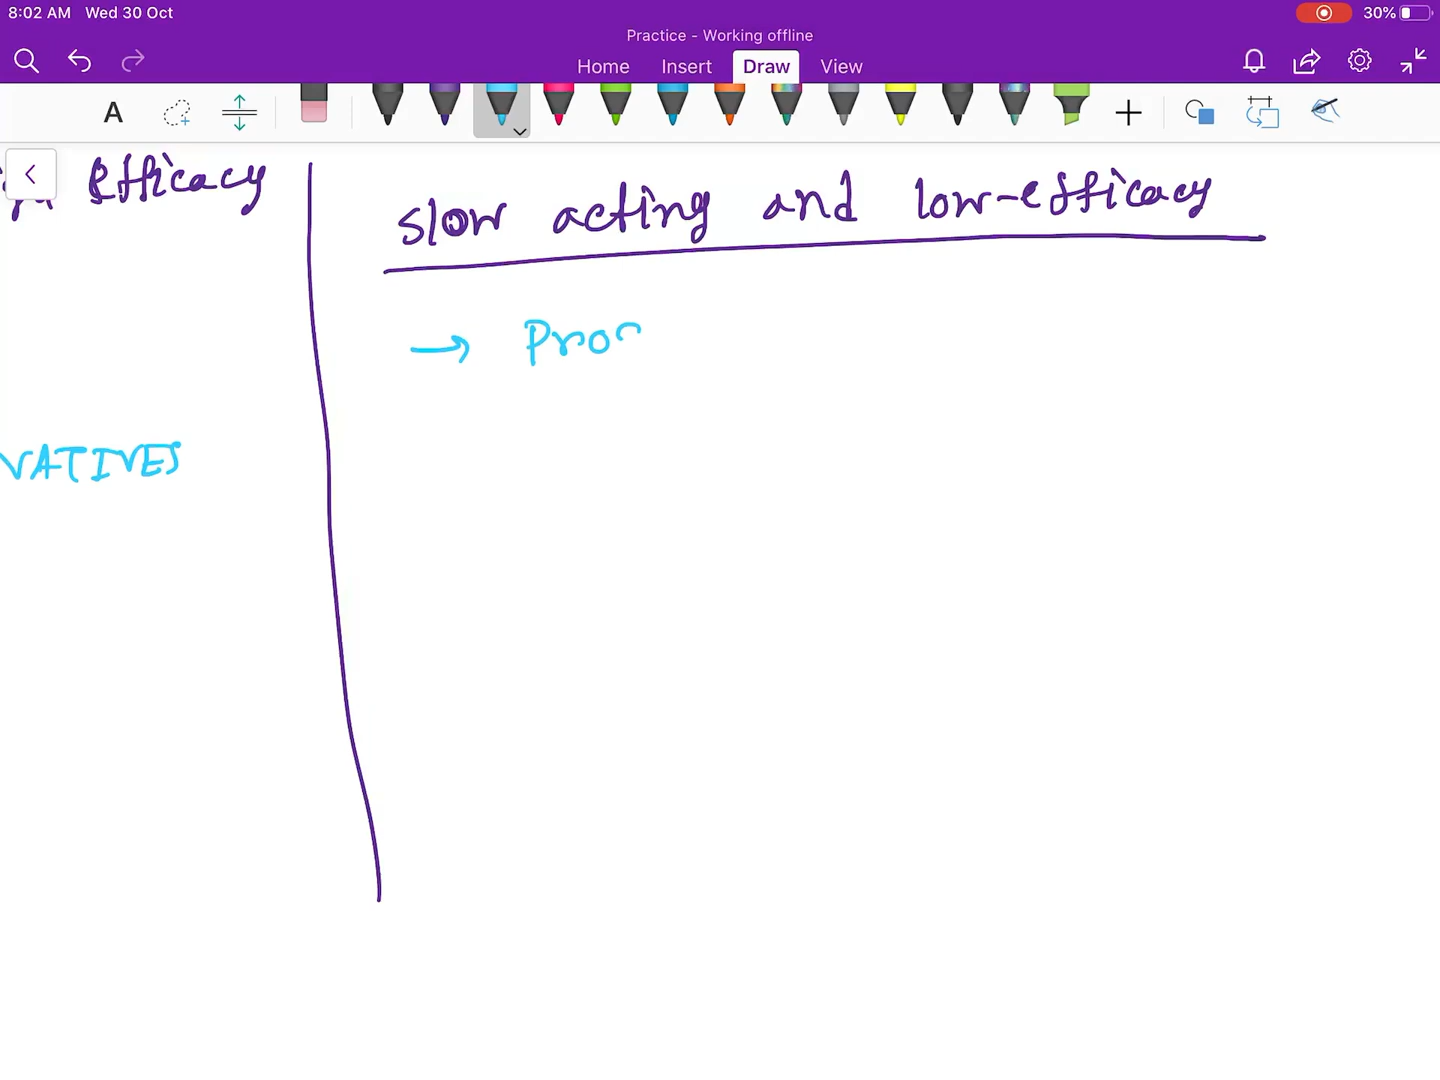 8:02 AM Wed 30 Oct 30%
Practice - Working offline
Home Insert Draw View
A
Efficacy
slow acting and low-efficacy
→ Proc
VATIVES